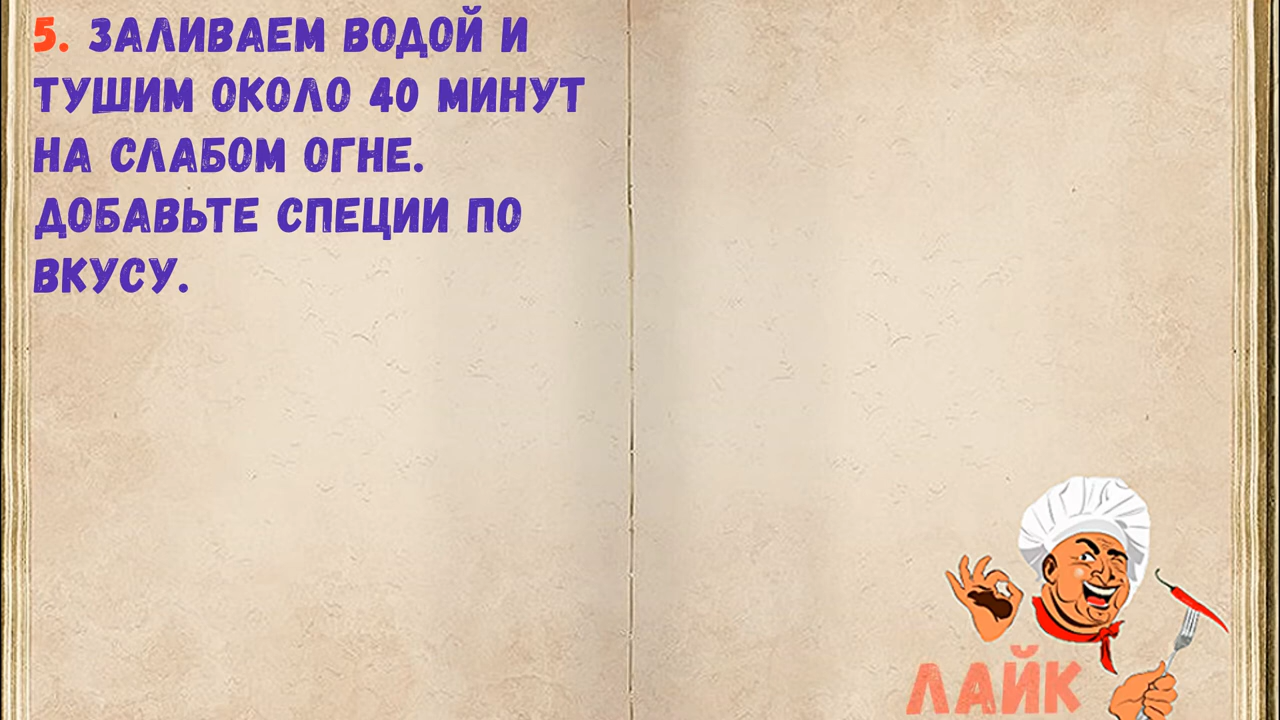 5. ЗАЛИВАЕМ ВОДОЙ И
ТУШИМ ОКОЛО 40 МИНУТ
НА СЛАБОМ ОГНЕ.
ДОБАВЬТЕ СПЕЦИИ ПО
ВКУСУ.
ЛАЙК